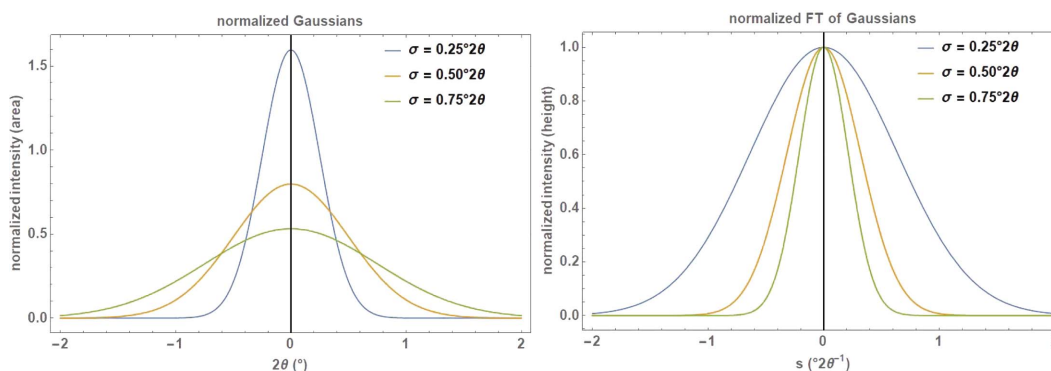 normalized Gaussians
normalized intensity (area)
1.5
1.0
0.5
0.0
σ = 0.25°2θ
σ = 0.50°2θ
σ = 0.75°2θ
−2
−1
0
1
2
2θ (°)
normalized FT of Gaussians
normalized intensity (height)
1.0
0.8
0.6
0.4
0.2
0.0
σ = 0.25°2θ
σ = 0.50°2θ
σ = 0.75°2θ
−2
−1
0
1
s (°2θ⁻¹)